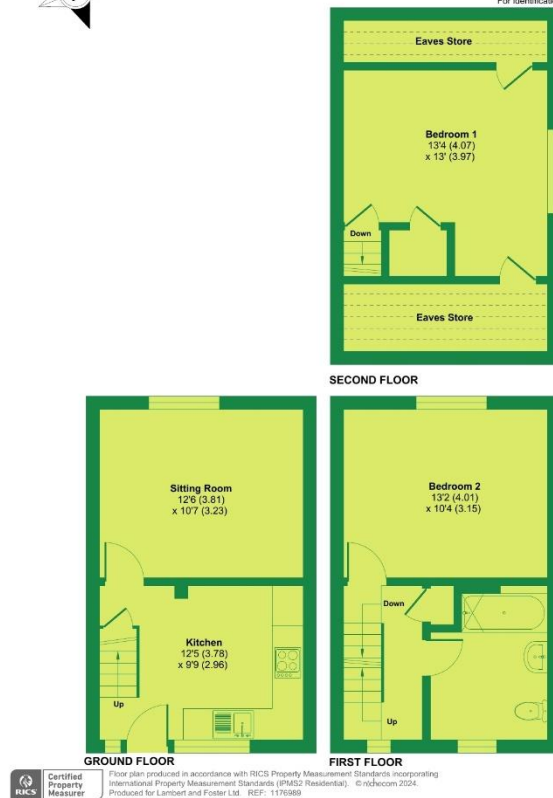 For identificatio
Eaves Store
Bedroom 1
13'4 (4.07)
x 13' (3.97)
Down
Eaves Store
SECOND FLOOR
Sitting Room
12'6 (3.81)
x 10'7 (3.23)
Bedroom 2
13'2 (4.01)
x 10'4 (3.15)
Kitchen
12'5 (3.78)
x 9'9 (2.96)
Up
Down
Up
GROUND FLOOR
FIRST FLOOR
RICS
Certified
Property
Measurer
Floor plan produced in accordance with RICS Property Measurement Standards incorporating
International Property Measurement Standards (IPMS2 Residential). © nichecom 2024.
Produced for Lambert and Foster Ltd. REF: 1176989